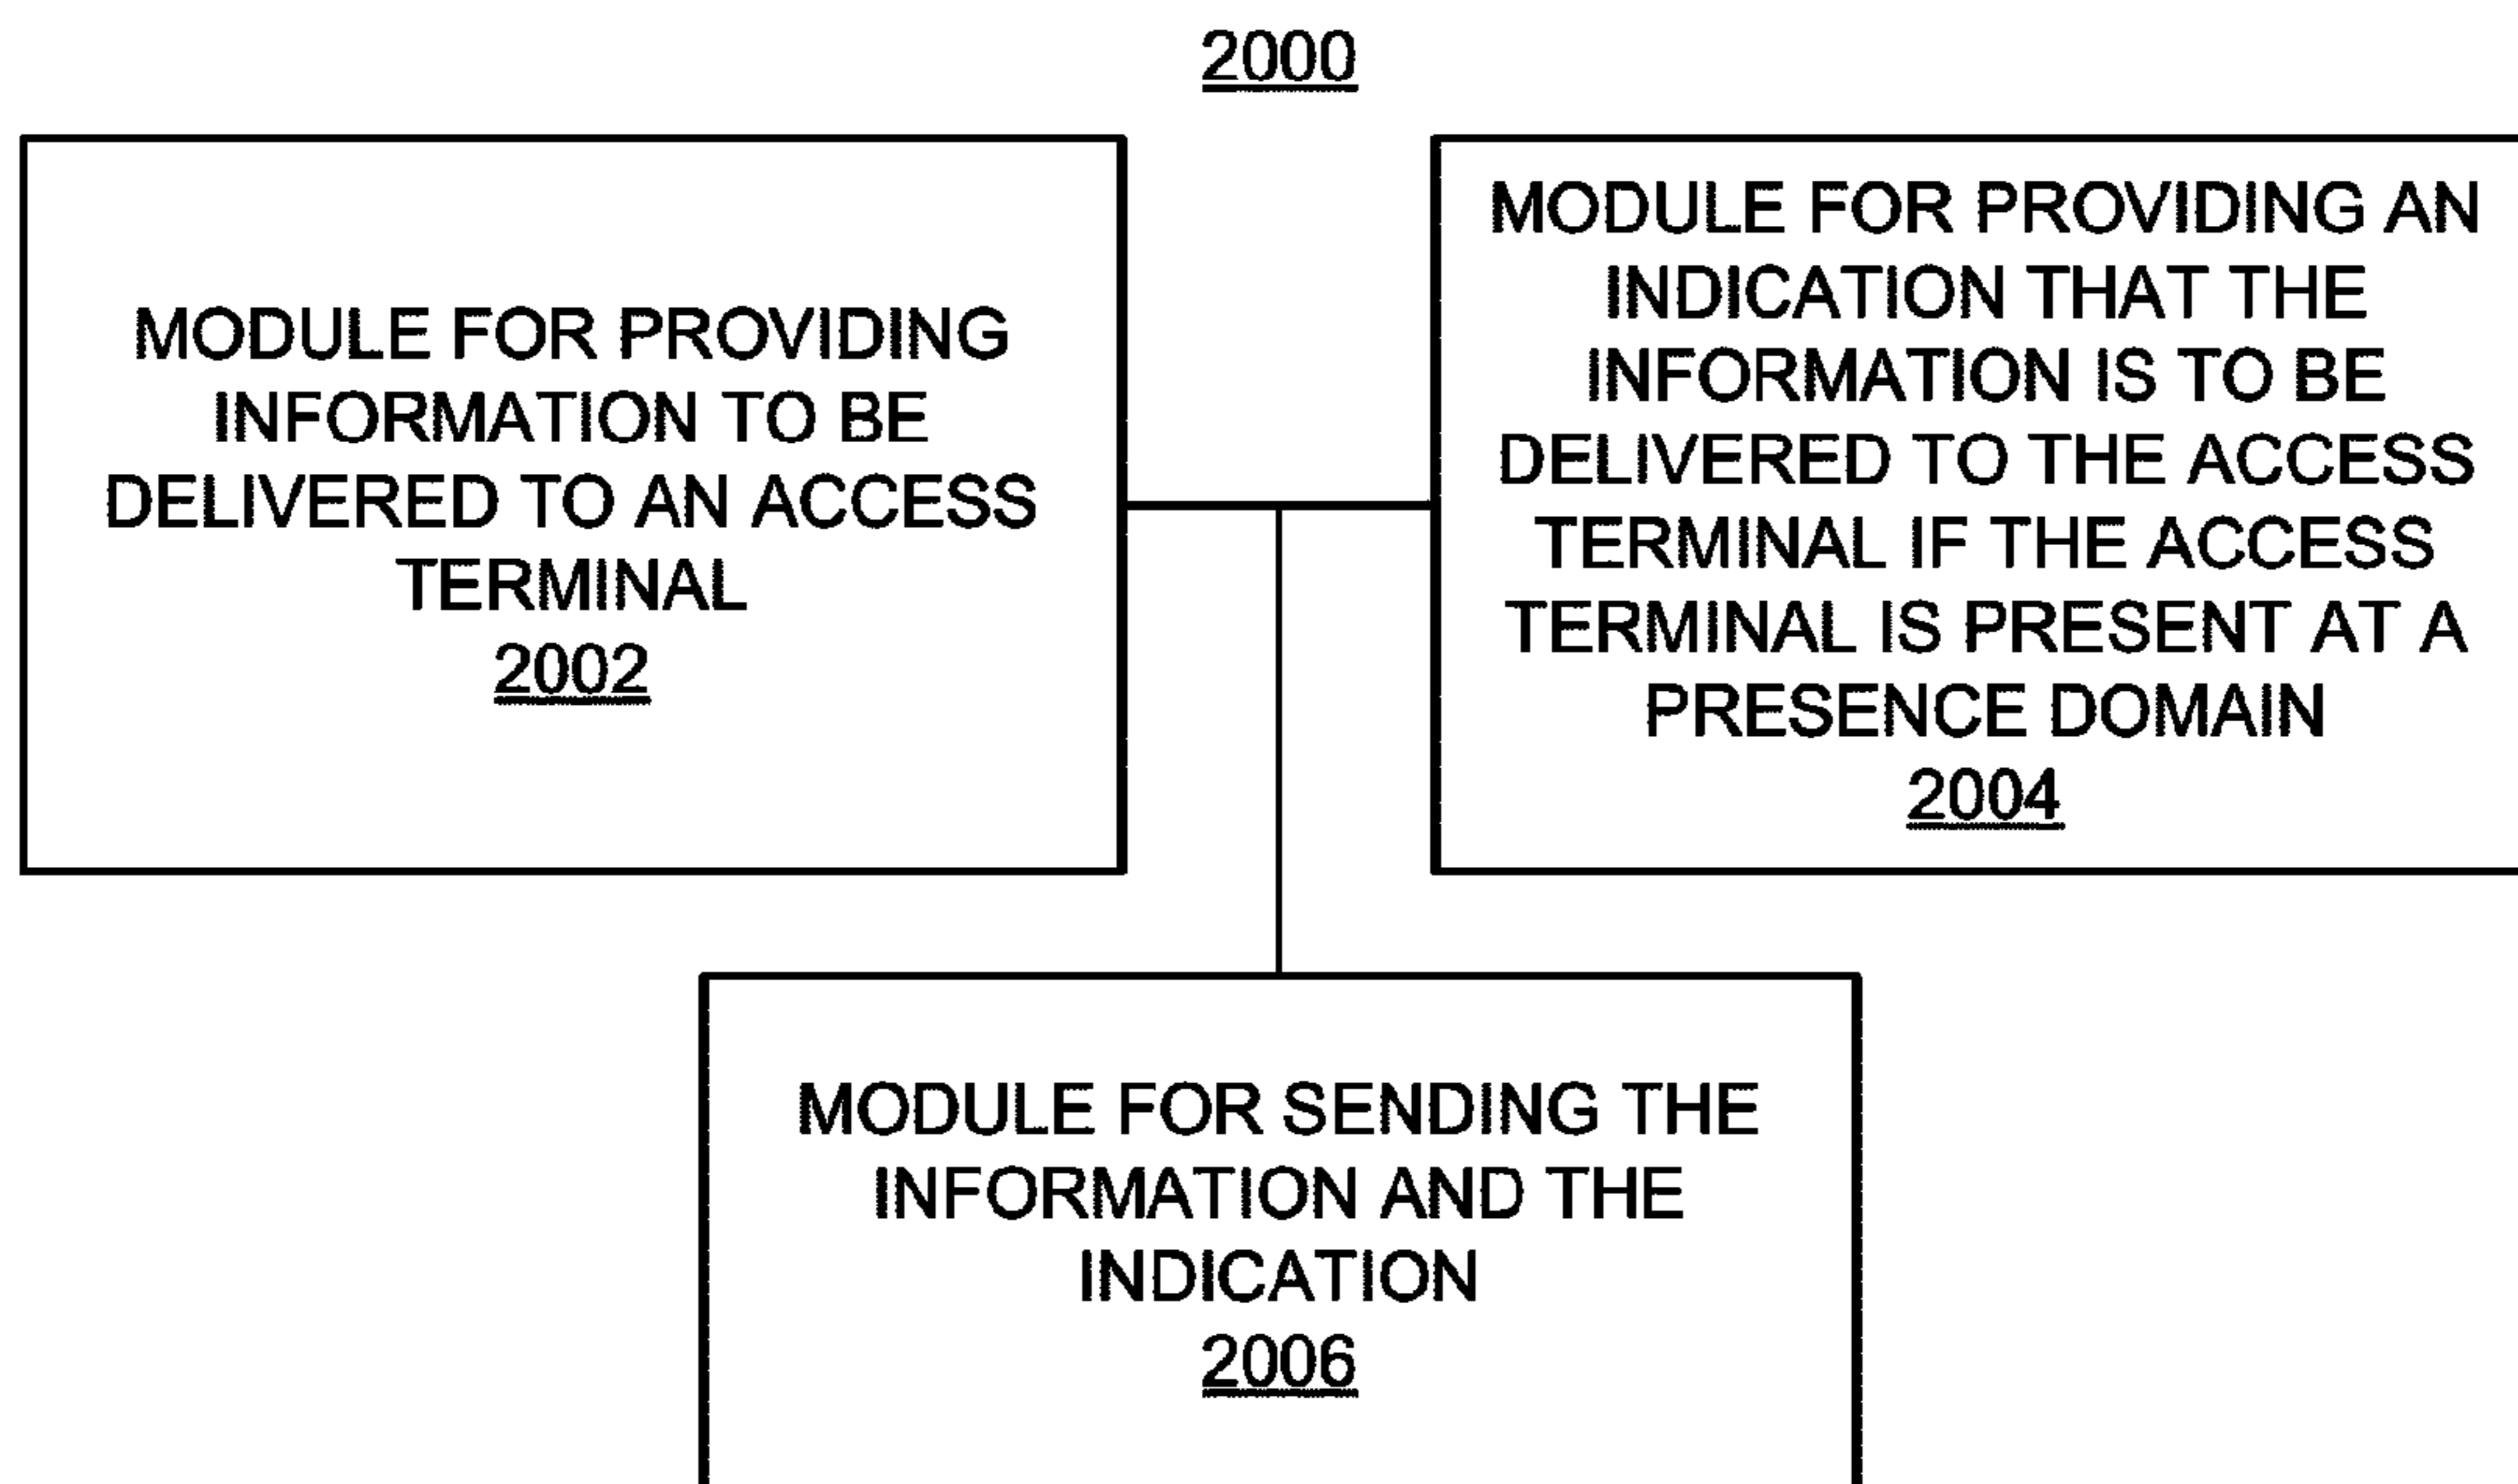 2000
MODULE FOR PROVIDING
INFORMATION TO BE
DELIVERED TO AN ACCESS
TERMINAL
2002
MODULE FOR PROVIDING AN
INDICATION THAT THE
INFORMATION IS TO BE
DELIVERED TO THE ACCESS
TERMINAL IF THE ACCESS
TERMINAL IS PRESENT AT A
PRESENCE DOMAIN
2004
MODULE FOR SENDING THE
INFORMATION AND THE
INDICATION
2006